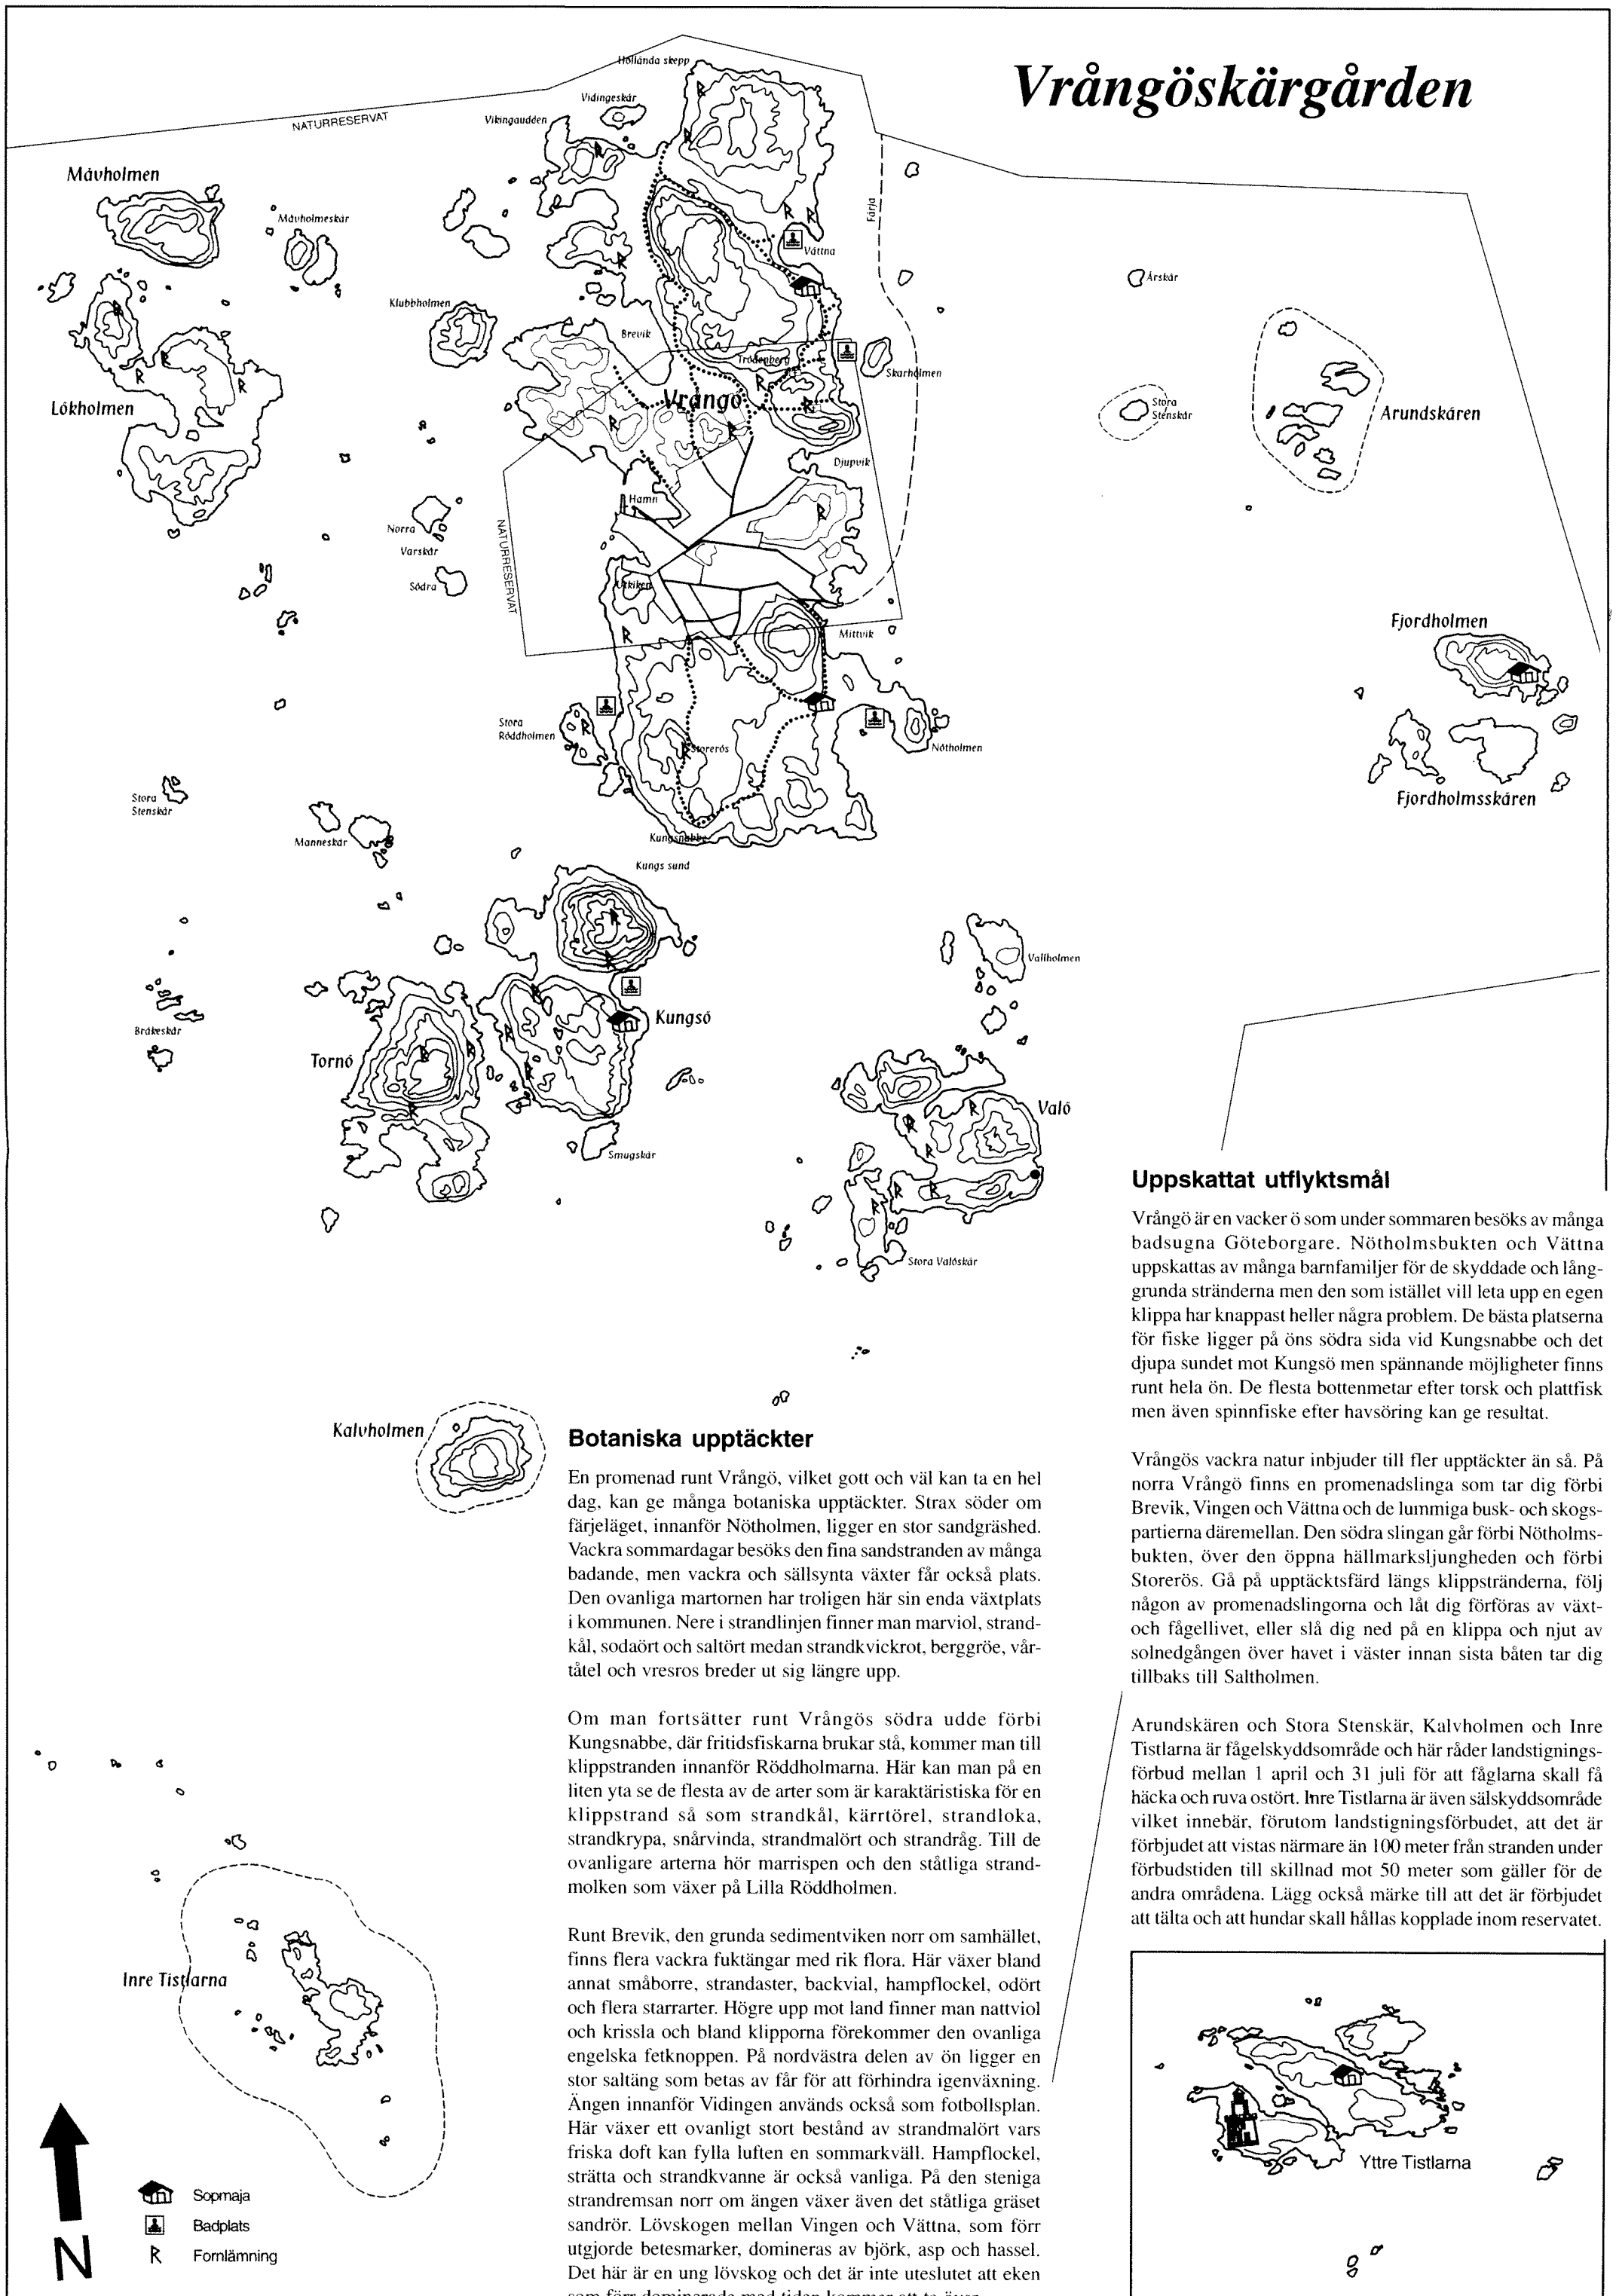 Vrångöskärgården
Hollända skepp
Vidingeskär
Vikingaudden
NATURRESERVAT
Måvholmen
Måvholmeskär
Färja
Vättna
Årskär
Klubbholmen
Brevik
Trödenberg
Skarholmen
Lökholmen
Vrångö
Stora
Stenskär
Arundskären
Djupvik
Hamn
Norra
Varskär
Södra
NATURRESERVAT
Utkiken
Mittvik
Fjordholmen
Stora
Röddholmen
Storerös
Nötholmen
Stora
Stenskär
Fjordholmsskären
Manneskär
Kungsnabbe
Kungs sund
Vallholmen
Bråkeskär
Kungsö
Tornö
Valö
Smugskär
Stora Valöskär
Kalvholmen
Inre Tistlarna
Sopmaja
Badplats
R Fornlämning
N
Botaniska upptäckter
En promenad runt Vrångö, vilket gott och väl kan ta en hel
dag, kan ge många botaniska upptäckter. Strax söder om
färjeläget, innanför Nötholmen, ligger en stor sandgräshed.
Vackra sommardagar besöks den fina sandstranden av många
badande, men vackra och sällsynta växter får också plats.
Den ovanliga martornen har troligen här sin enda växtplats
i kommunen. Nere i strandlinjen finner man marviol, strand-
kål, sodaört och saltört medan strandkvickrot, berggröe, vår-
tåtel och vresros breder ut sig längre upp.
Om man fortsätter runt Vrångös södra udde förbi
Kungsnabbe, där fritidsfiskarna brukar stå, kommer man till
klippstranden innanför Röddholmarna. Här kan man på en
liten yta se de flesta av de arter som är karaktäristiska för en
klippstrand så som strandkål, kärrtörel, strandloka,
strandkrypa, snårvinda, strandmalört och strandråg. Till de
ovanligare arterna hör marrispen och den ståtliga strand-
molken som växer på Lilla Röddholmen.
Runt Brevik, den grunda sedimentviken norr om samhället,
finns flera vackra fuktängar med rik flora. Här växer bland
annat småborre, strandaster, backvial, hampflockel, odört
och flera starrarter. Högre upp mot land finner man nattviol
och krissla och bland klipporna förekommer den ovanliga
engelska fetknoppen. På nordvästra delen av ön ligger en
stor saltäng som betas av får för att förhindra igenväxning.
Ängen innanför Vidingen används också som fotbollsplan.
Här växer ett ovanligt stort bestånd av strandmalört vars
friska doft kan fylla luften en sommarkväll. Hampflockel,
strätta och strandkvanne är också vanliga. På den steniga
strandremsan norr om ängen växer även det ståtliga gräset
sandrör. Lövskogen mellan Vingen och Vättna, som förr
utgjorde betesmarker, domineras av björk, asp och hassel.
Det här är en ung lövskog och det är inte uteslutet att eken
Uppskattat utflyktsmål
Vrångö är en vacker ö som under sommaren besöks av många
badsugna Göteborgare. Nötholmsbukten och Vättna
uppskattas av många barnfamiljer för de skyddade och lång-
grunda stränderna men den som istället vill leta upp en egen
klippa har knappast heller några problem. De bästa platserna
för fiske ligger på öns södra sida vid Kungsnabbe och det
djupa sundet mot Kungsö men spännande möjligheter finns
runt hela ön. De flesta bottenmetar efter torsk och plattfisk
men även spinnfiske efter havsöring kan ge resultat.
Vrångös vackra natur inbjuder till fler upptäckter än så. På
norra Vrångö finns en promenadslinga som tar dig förbi
Brevik, Vingen och Vättna och de lummiga busk- och skogs-
partierna däremellan. Den södra slingan går förbi Nötholms-
bukten, över den öppna hällmarksljungheden och förbi
Storerös. Gå på upptäcktsfärd längs klippstränderna, följ
någon av promenadslingorna och låt dig förföras av växt-
och fågellivet, eller slå dig ned på en klippa och njut av
solnedgången över havet i väster innan sista båten tar dig
tillbaks till Saltholmen.
Arundskären och Stora Stenskär, Kalvholmen och Inre
Tistlarna är fågelskyddsområde och här råder landstignings-
förbud mellan 1 april och 31 juli för att fåglarna skall få
häcka och ruva ostört. Inre Tistlarna är även sälskyddsområde
vilket innebär, förutom landstigningsförbudet, att det är
förbjudet att vistas närmare än 100 meter från stranden under
förbudstiden till skillnad mot 50 meter som gäller för de
andra områdena. Lägg också märke till att det är förbjudet
att tälta och att hundar skall hållas kopplade inom reservatet.
Yttre Tistlarna